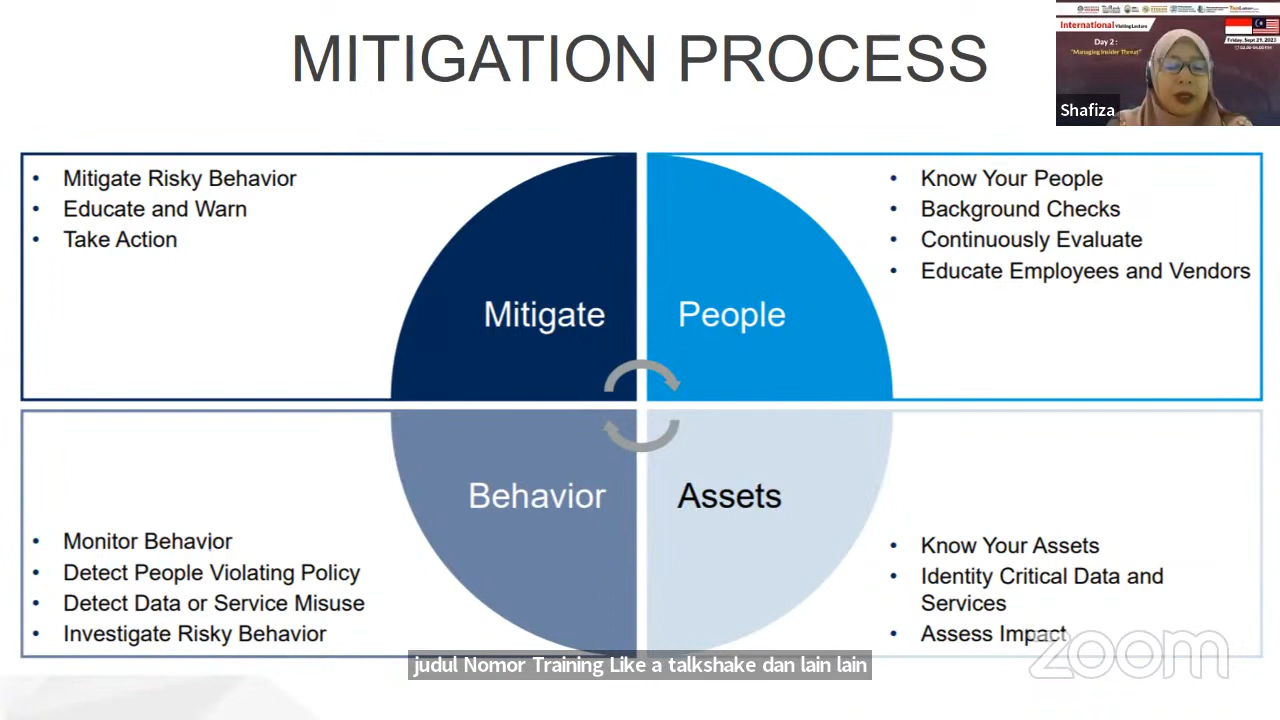 MITIGATION PROCESS
International Visiting Lecture
Day 2 :
"Managing Insider Threat"
Friday, Sept 29, 2023
Shafiza
• Mitigate Risky Behavior
• Educate and Warn
• Take Action
Mitigate
People
• Know Your People
• Background Checks
• Continuously Evaluate
• Educate Employees and Vendors
Behavior
Assets
• Monitor Behavior
• Detect People Violating Policy
• Detect Data or Service Misuse
• Investigate Risky Behavior
• Know Your Assets
• Identity Critical Data and
Services
• Assess Impact
zoom
judul Nomor Training Like a talkshake dan lain lain